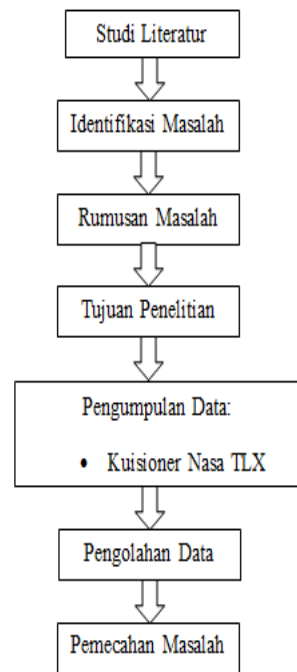 Studi Literatur
Identifikasi Masalah
Rumusan Masalah
Tujuan Penelitian
Pengumpulan Data:
• Kuisioner Nasa TLX
Pengolahan Data
Pemecahan Masalah